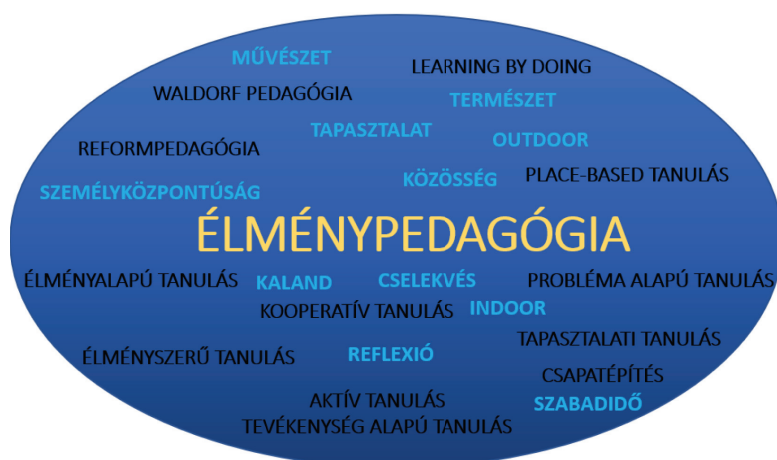 MŰVÉSZET
LEARNING BY DOING
WALDORF PEDAGÓGIA
TERMÉSZET
TAPASZTALAT
OUTDOOR
REFORMPEDAGÓGIA
KÖZÖSSÉG
PLACE-BASED TANULÁS
SZEMÉLYKÖZPONTÚSÁG
ÉLMÉNYPEDAGÓGIA
ÉLMÉNYALAPÚ TANULÁS
KALAND
CSELEKVÉS
PROBLÉMA ALAPÚ TANULÁS
KOOPERATÍV TANULÁS
INDOOR
TAPASZTALATI TANULÁS
ÉLMÉNYSZERŰ TANULÁS
REFLEXIÓ
CSAPATÉPÍTÉS
AKTÍV TANULÁS
SZABADIDŐ
TEVÉKENYSÉG ALAPÚ TANULÁS